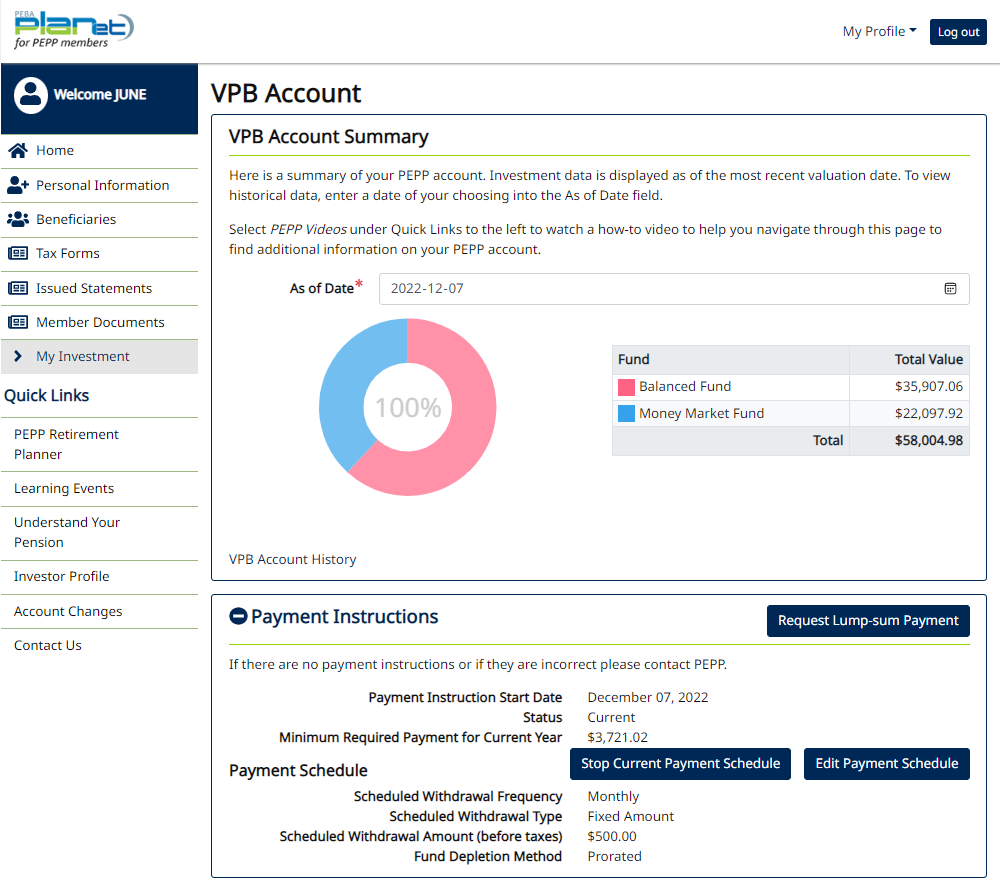 PEBA
planet
for PEPP members
My Profile
Log out
Welcome JUNE
Home
Personal Information
Beneficiaries
Tax Forms
Issued Statements
Member Documents
My Investment
Quick Links
PEPP Retirement
Planner
Learning Events
Understand Your
Pension
Investor Profile
Account Changes
Contact Us
VPB Account
VPB Account Summary
Here is a summary of your PEPP account. Investment data is displayed as of the most recent valuation date. To view
historical data, enter a date of your choosing into the As of Date field.
Select PEPP Videos under Quick Links to the left to watch a how-to video to help you navigate through this page to
find additional information on your PEPP account.
As of Date* 2022-12-07
100%
Fund Total Value
Balanced Fund $35,907.06
Money Market Fund $22,097.92
Total $58,004.98
VPB Account History
Payment Instructions Request Lump-sum Payment
If there are no payment instructions or if they are incorrect please contact PEPP.
Payment Instruction Start Date December 07, 2022
Status Current
Minimum Required Payment for Current Year $3,721.02
Payment Schedule Stop Current Payment Schedule Edit Payment Schedule
Scheduled Withdrawal Frequency Monthly
Scheduled Withdrawal Type Fixed Amount
Scheduled Withdrawal Amount (before taxes) $500.00
Fund Depletion Method Prorated